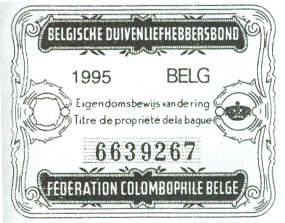 BELGISCHE DUIVENLIEFHEBBERSBOND
1995 BELG
Eigendomsbewijs van de ring
Titre de propriété de la bague
6639267
FÉDÉRATION COLOMBOPHILE BELGE